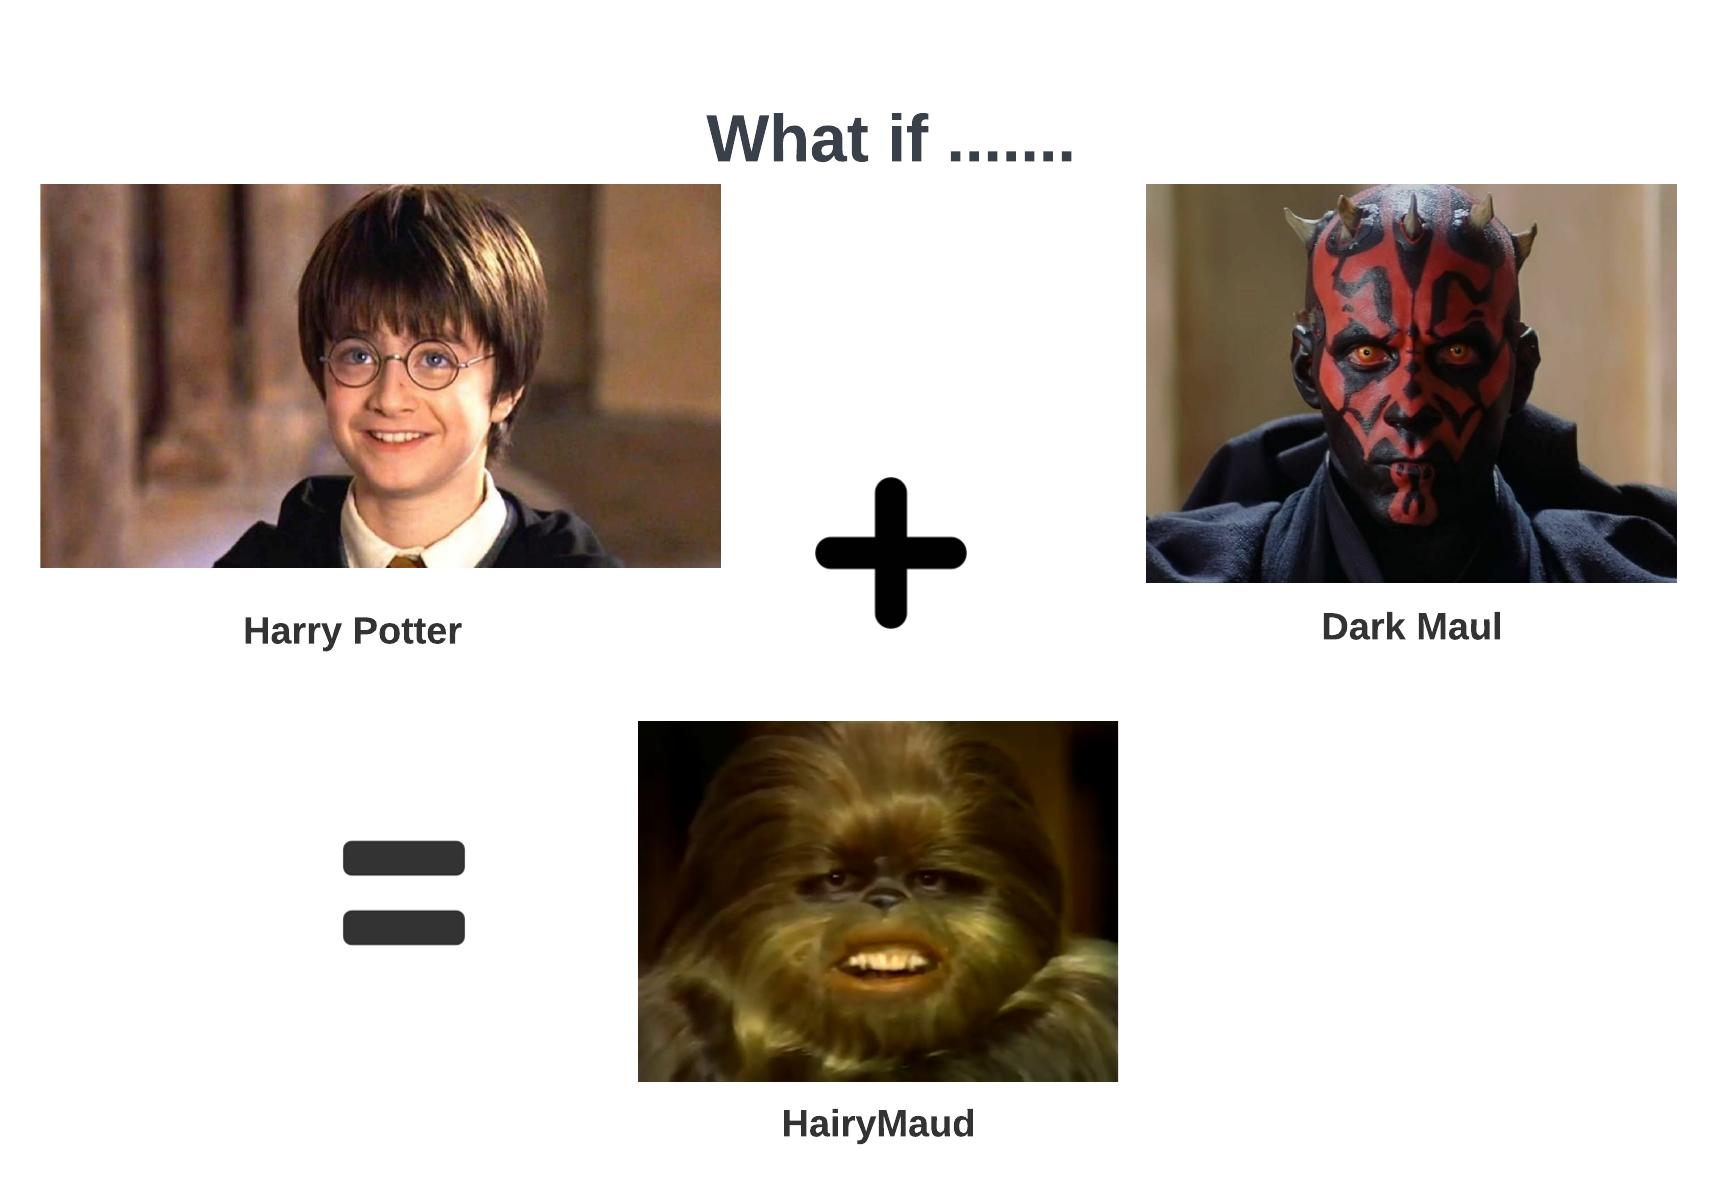 What if .......
Harry Potter
Dark Maul
HairyMaud